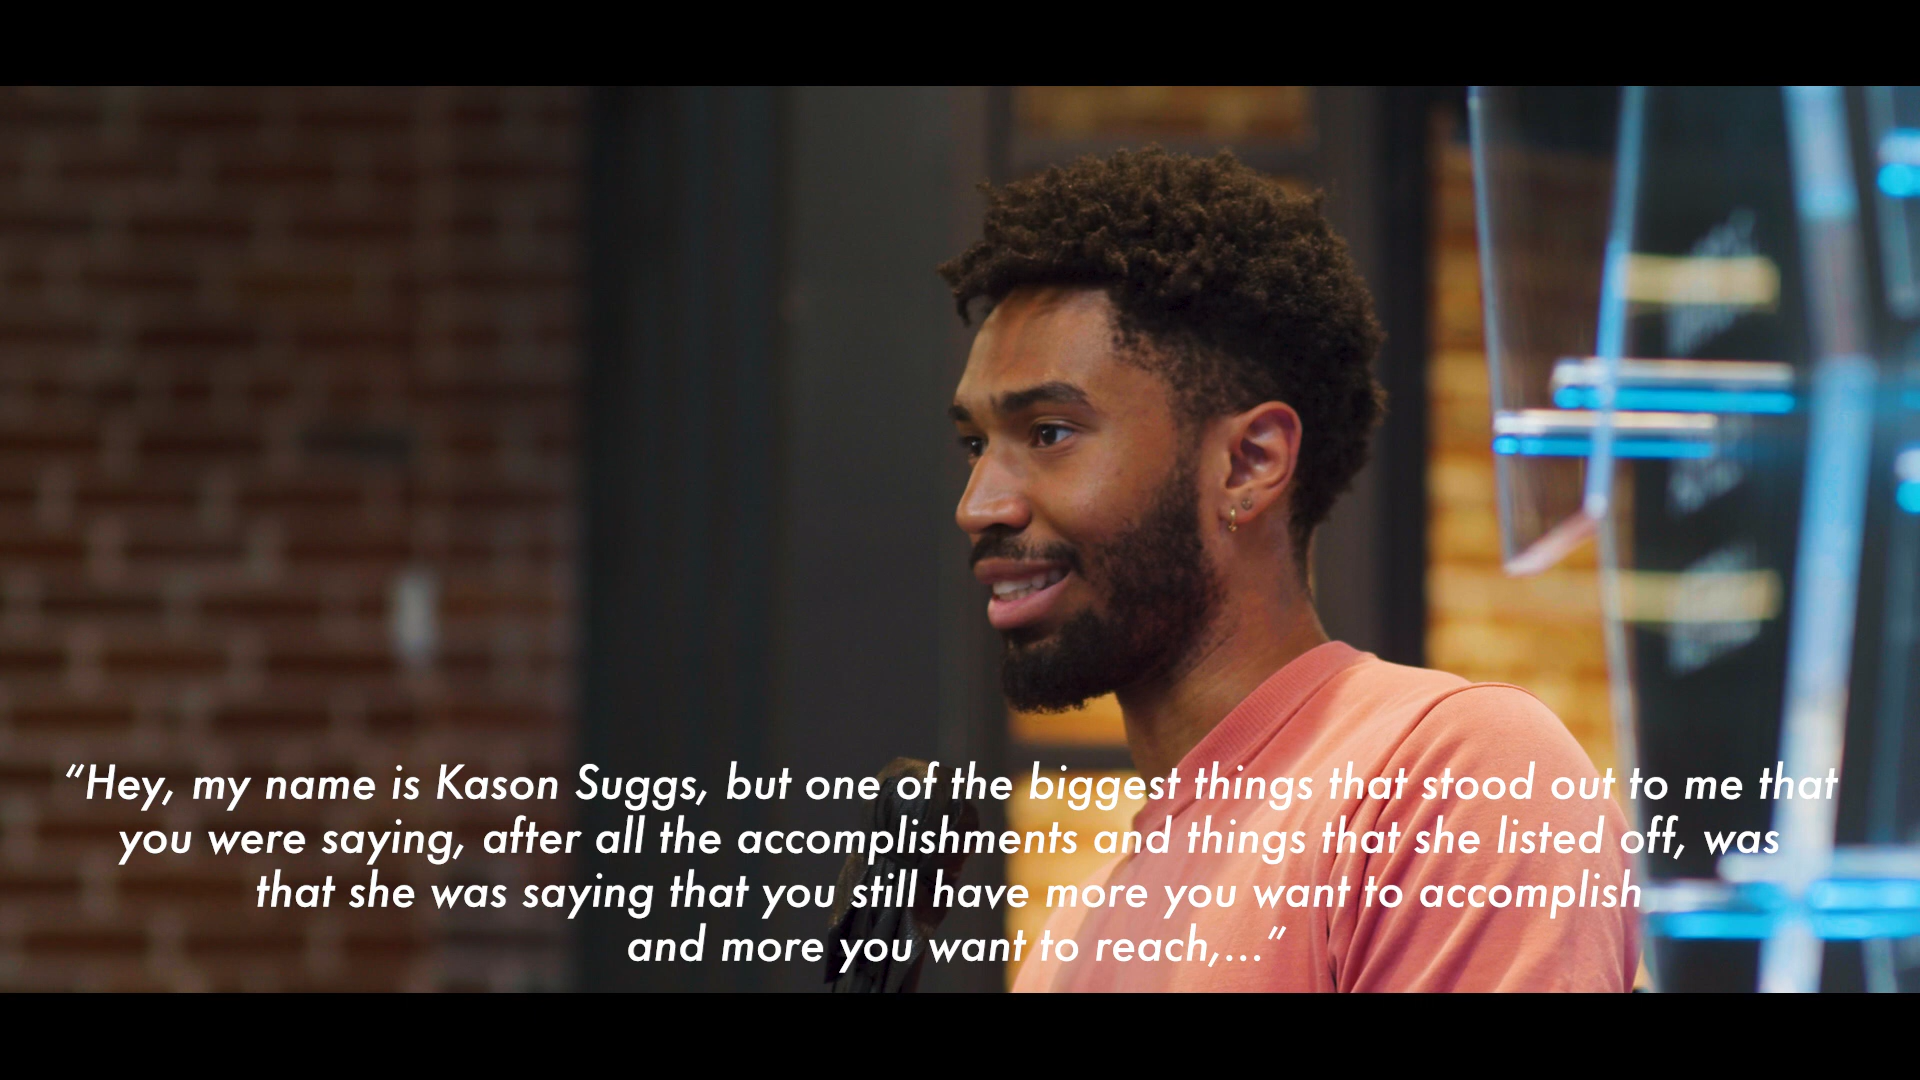 “Hey, my name is Kason Suggs, but one of the biggest things that stood out to me that
you were saying, after all the accomplishments and things that she listed off, was
that she was saying that you still have more you want to accomplish
and more you want to reach,...”